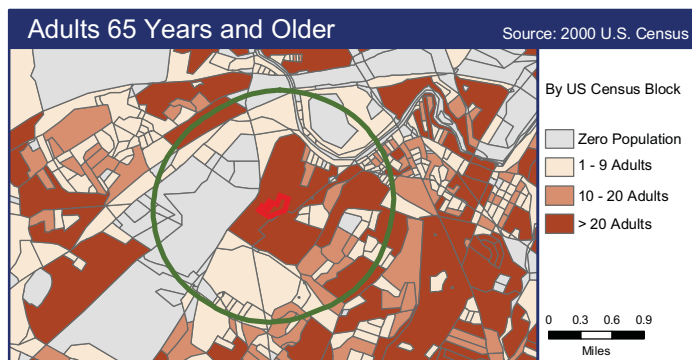 Adults 65 Years and Older
Source: 2000 U.S. Census
By US Census Block
Zero Population
1 - 9 Adults
10 - 20 Adults
> 20 Adults
0 0.3 0.6 0.9
Miles